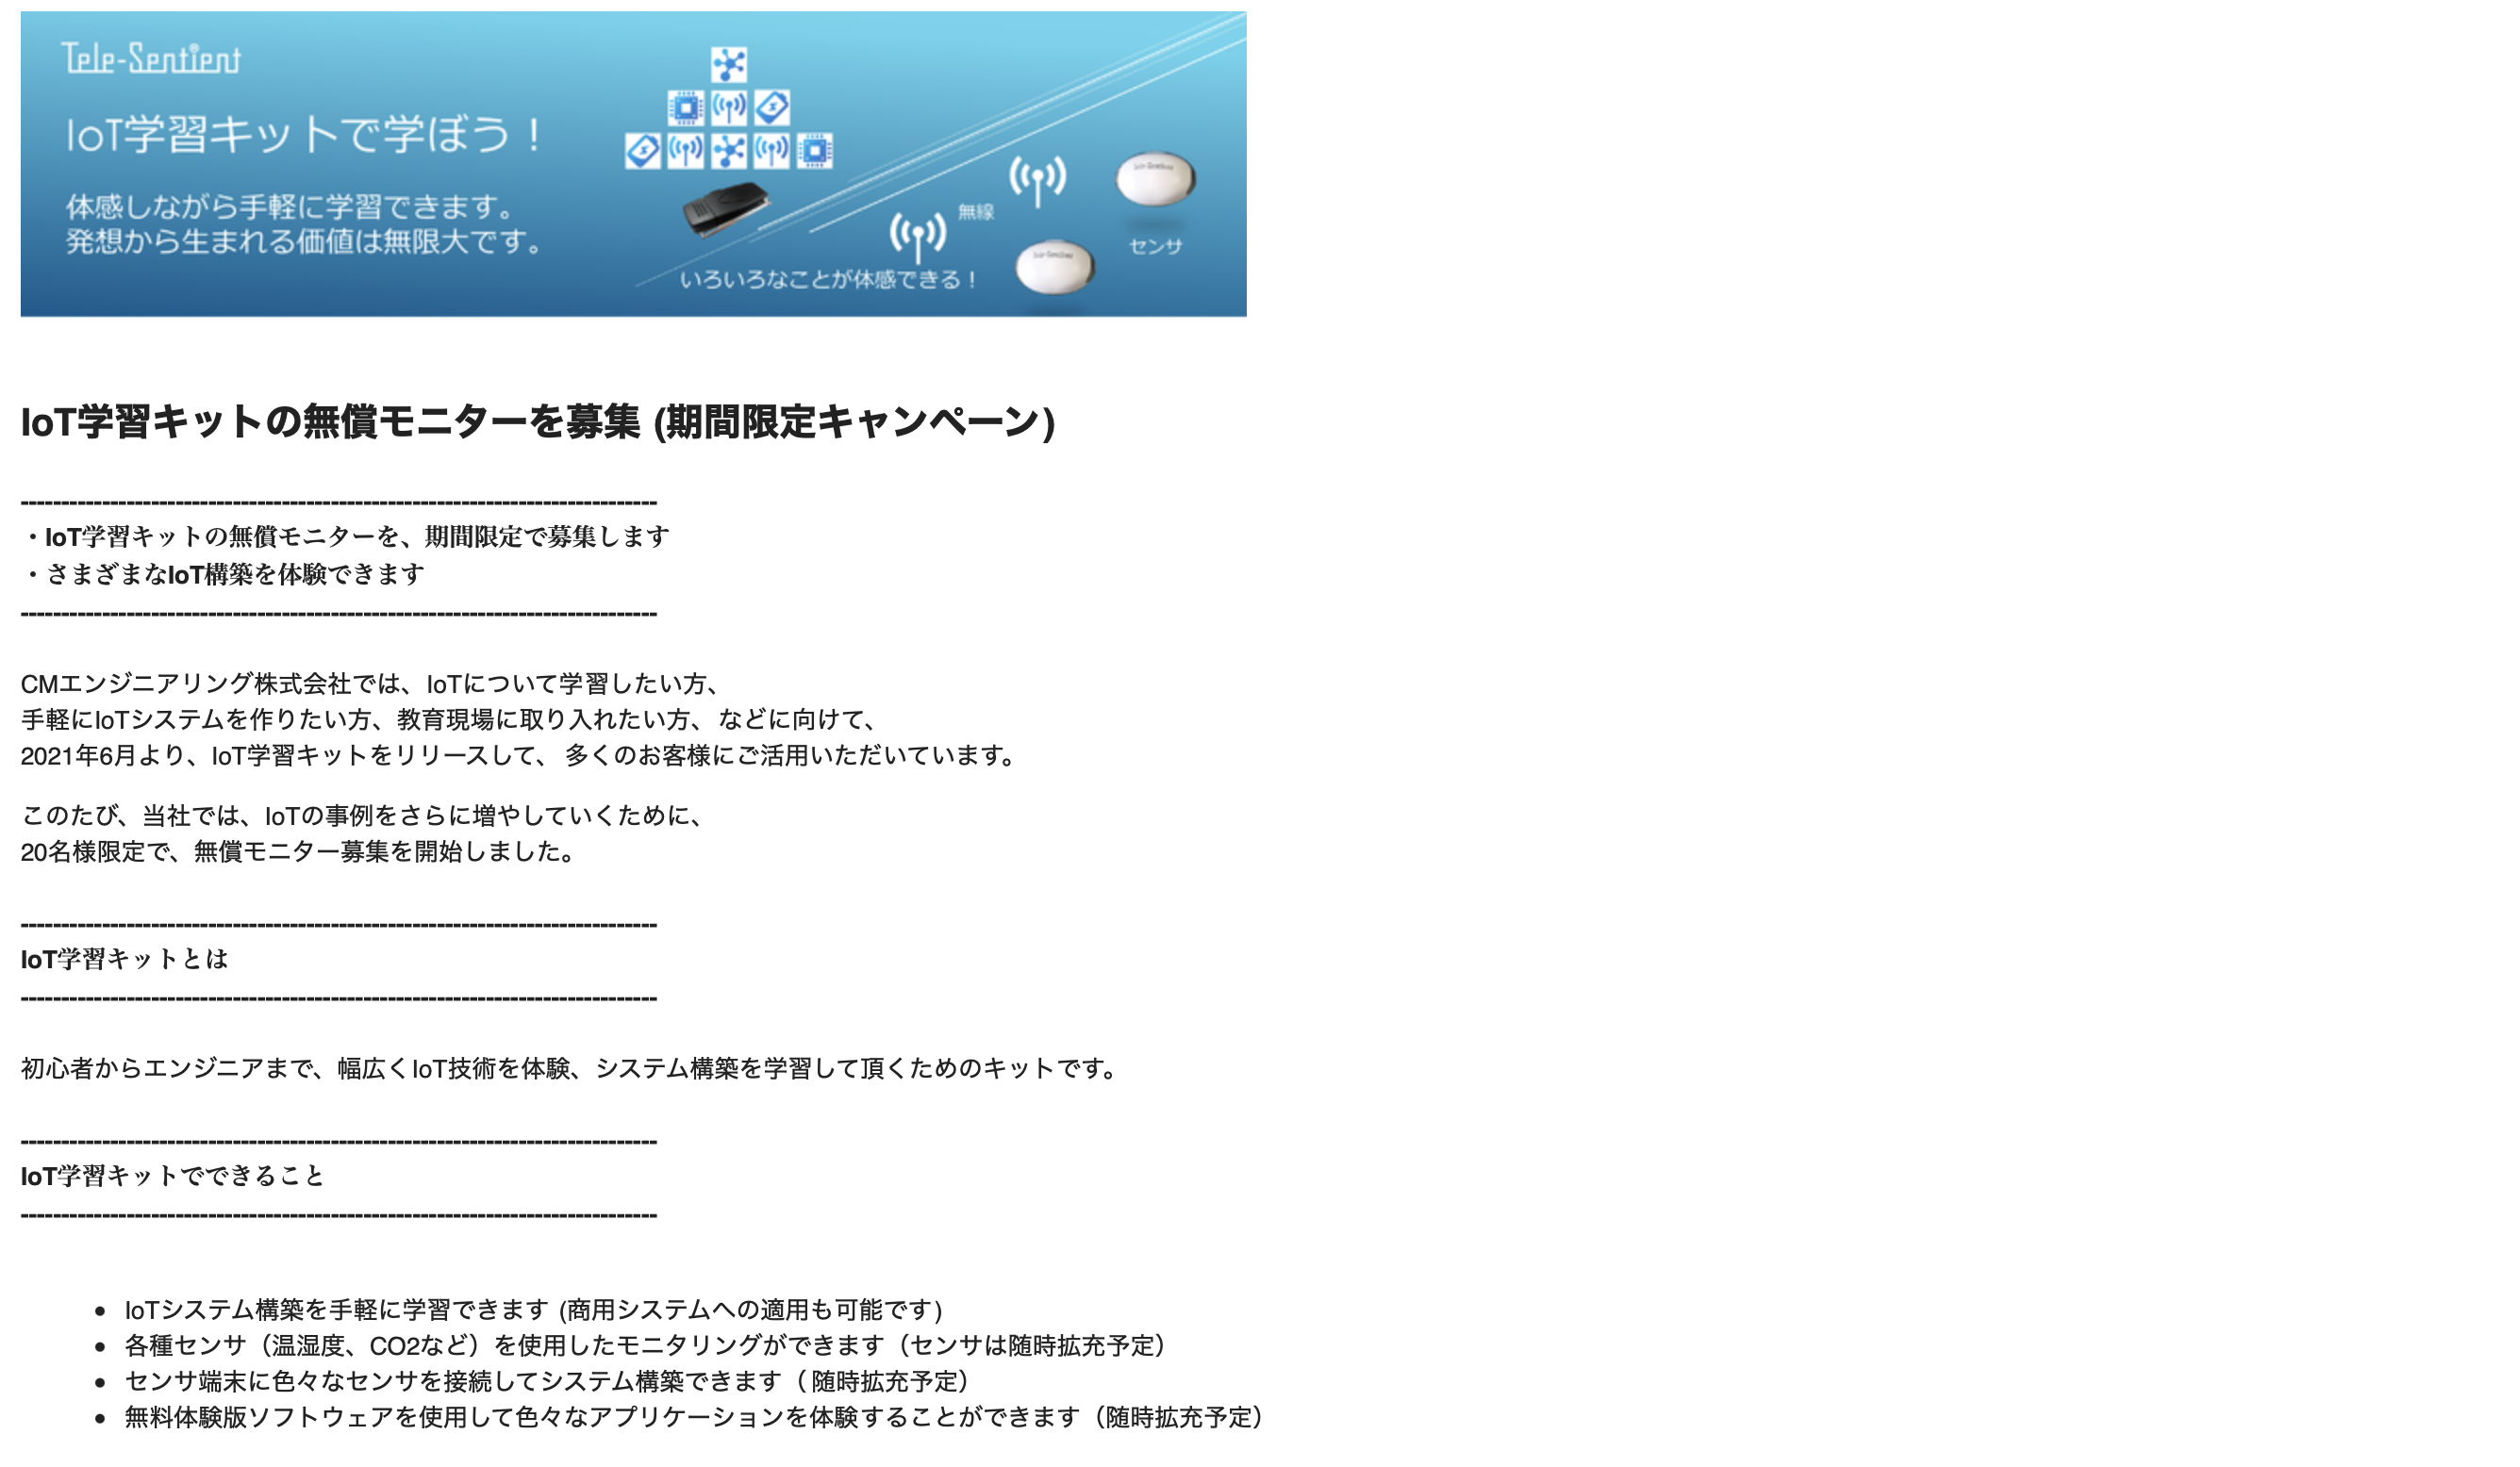 Tele-Sentient®
IoT学習キットで学ぼう！
体感しながら手軽に学習できます。
発想から生まれる価値は無限大です。
無線
センサ
いろいろなことが体感できる！
IoT学習キットの無償モニターを募集 (期間限定キャンペーン)
------------------------------------------------------------------------------
・IoT学習キットの無償モニターを、期間限定で募集します
・さまざまなIoT構築を体験できます
------------------------------------------------------------------------------
CMエンジニアリング株式会社では、IoTについて学習したい方、
手軽にIoTシステムを作りたい方、教育現場に取り入れたい方、 などに向けて、
2021年6月より、IoT学習キットをリリースして、 多くのお客様にご活用いただいています。
このたび、当社では、IoTの事例をさらに増やしていくために、
20名様限定で、無償モニター募集を開始しました。
------------------------------------------------------------------------------
IoT学習キットとは
------------------------------------------------------------------------------
初心者からエンジニアまで、幅広くIoT技術を体験、システム構築を学習して頂くためのキットです。
------------------------------------------------------------------------------
IoT学習キットでできること
------------------------------------------------------------------------------
• IoTシステム構築を手軽に学習できます (商用システムへの適用も可能です)
• 各種センサ（温湿度、CO2など）を使用したモニタリングができます（センサは随時拡充予定）
• センサ端末に色々なセンサを接続してシステム構築できます（ 随時拡充予定）
• 無料体験版ソフトウェアを使用して色々なアプリケーションを体験することができます（随時拡充予定）